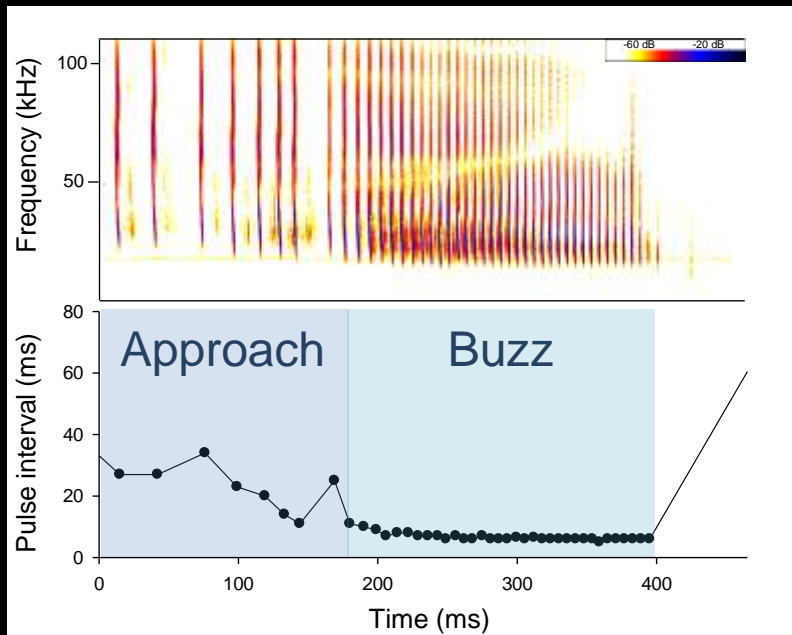 -60 dB -20 dB
Frequency (kHz)
100
50
Pulse interval (ms)
80
60
40
20
0
Approach Buzz
0 100 200 300 400
Time (ms)